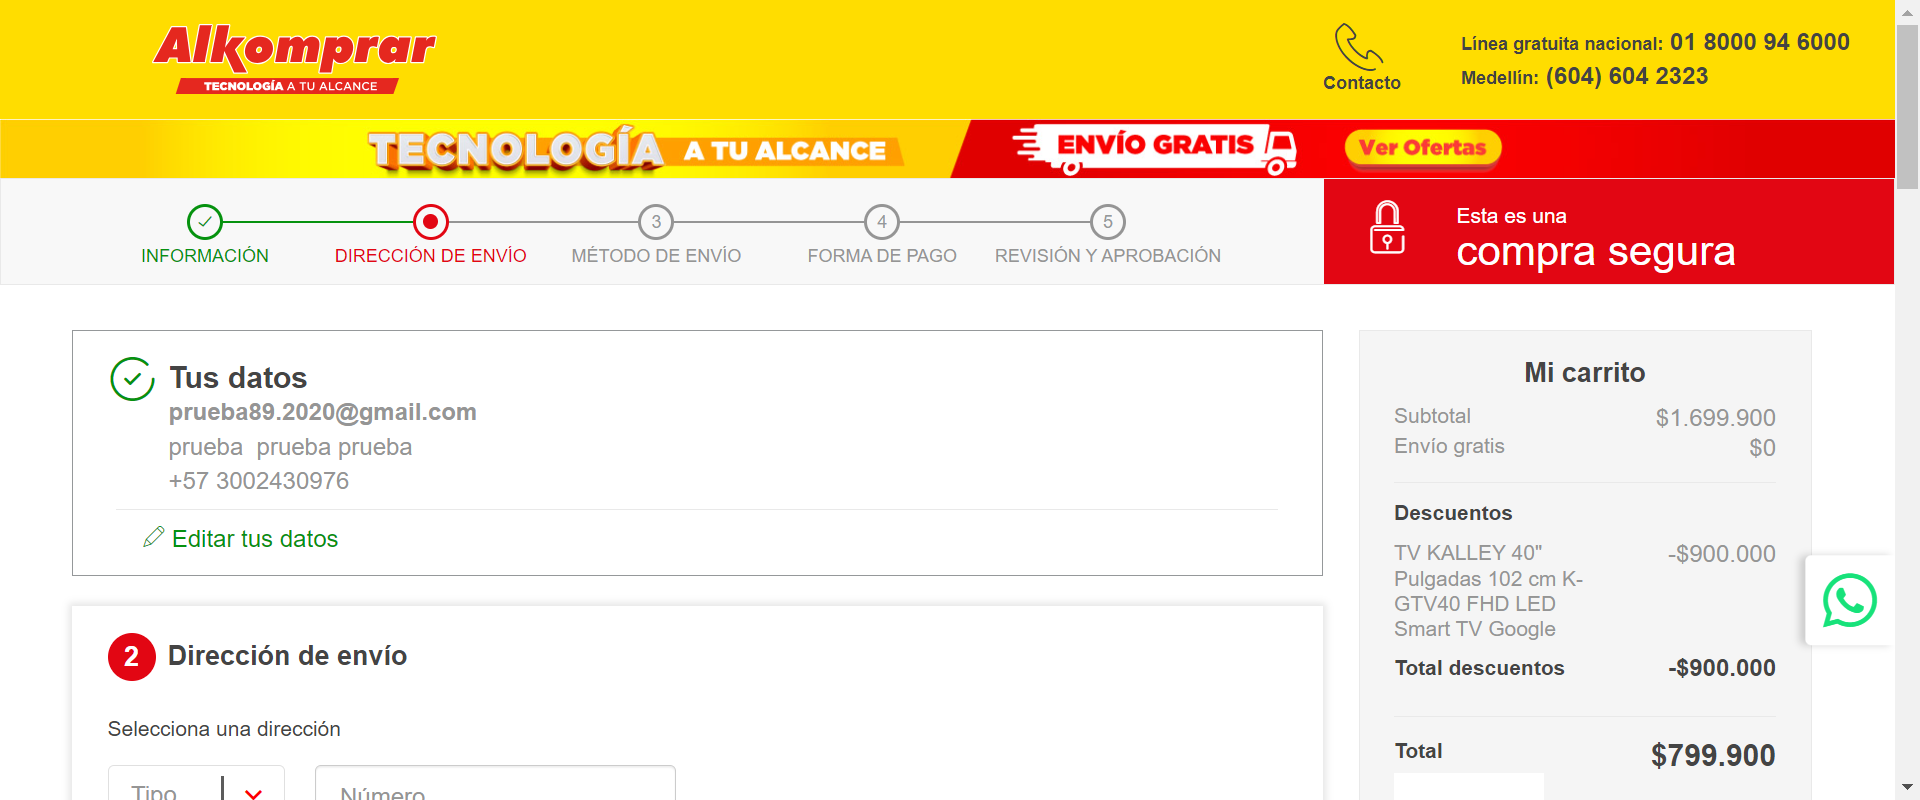 Alkomprar
TECNOLOGÍA A TU ALCANCE
Contacto
Línea gratuita nacional: 01 8000 94 6000
Medellín: (604) 604 2323
TECNOLOGÍA A TU ALCANCE
ENVÍO GRATIS
Ver Ofertas
INFORMACIÓN
DIRECCIÓN DE ENVÍO
3
MÉTODO DE ENVÍO
4
FORMA DE PAGO
5
REVISIÓN Y APROBACIÓN
Esta es una
compra segura
Tus datos
prueba89.2020@gmail.com
prueba  prueba prueba
+57 3002430976
Editar tus datos
2 Dirección de envío
Selecciona una dirección
Tipo
Número
Mi carrito
Subtotal $1.699.900
Envío gratis $0
Descuentos
TV KALLEY 40" -$900.000
Pulgadas 102 cm K-
GTV40 FHD LED
Smart TV Google
Total descuentos -$900.000
Total $799.900